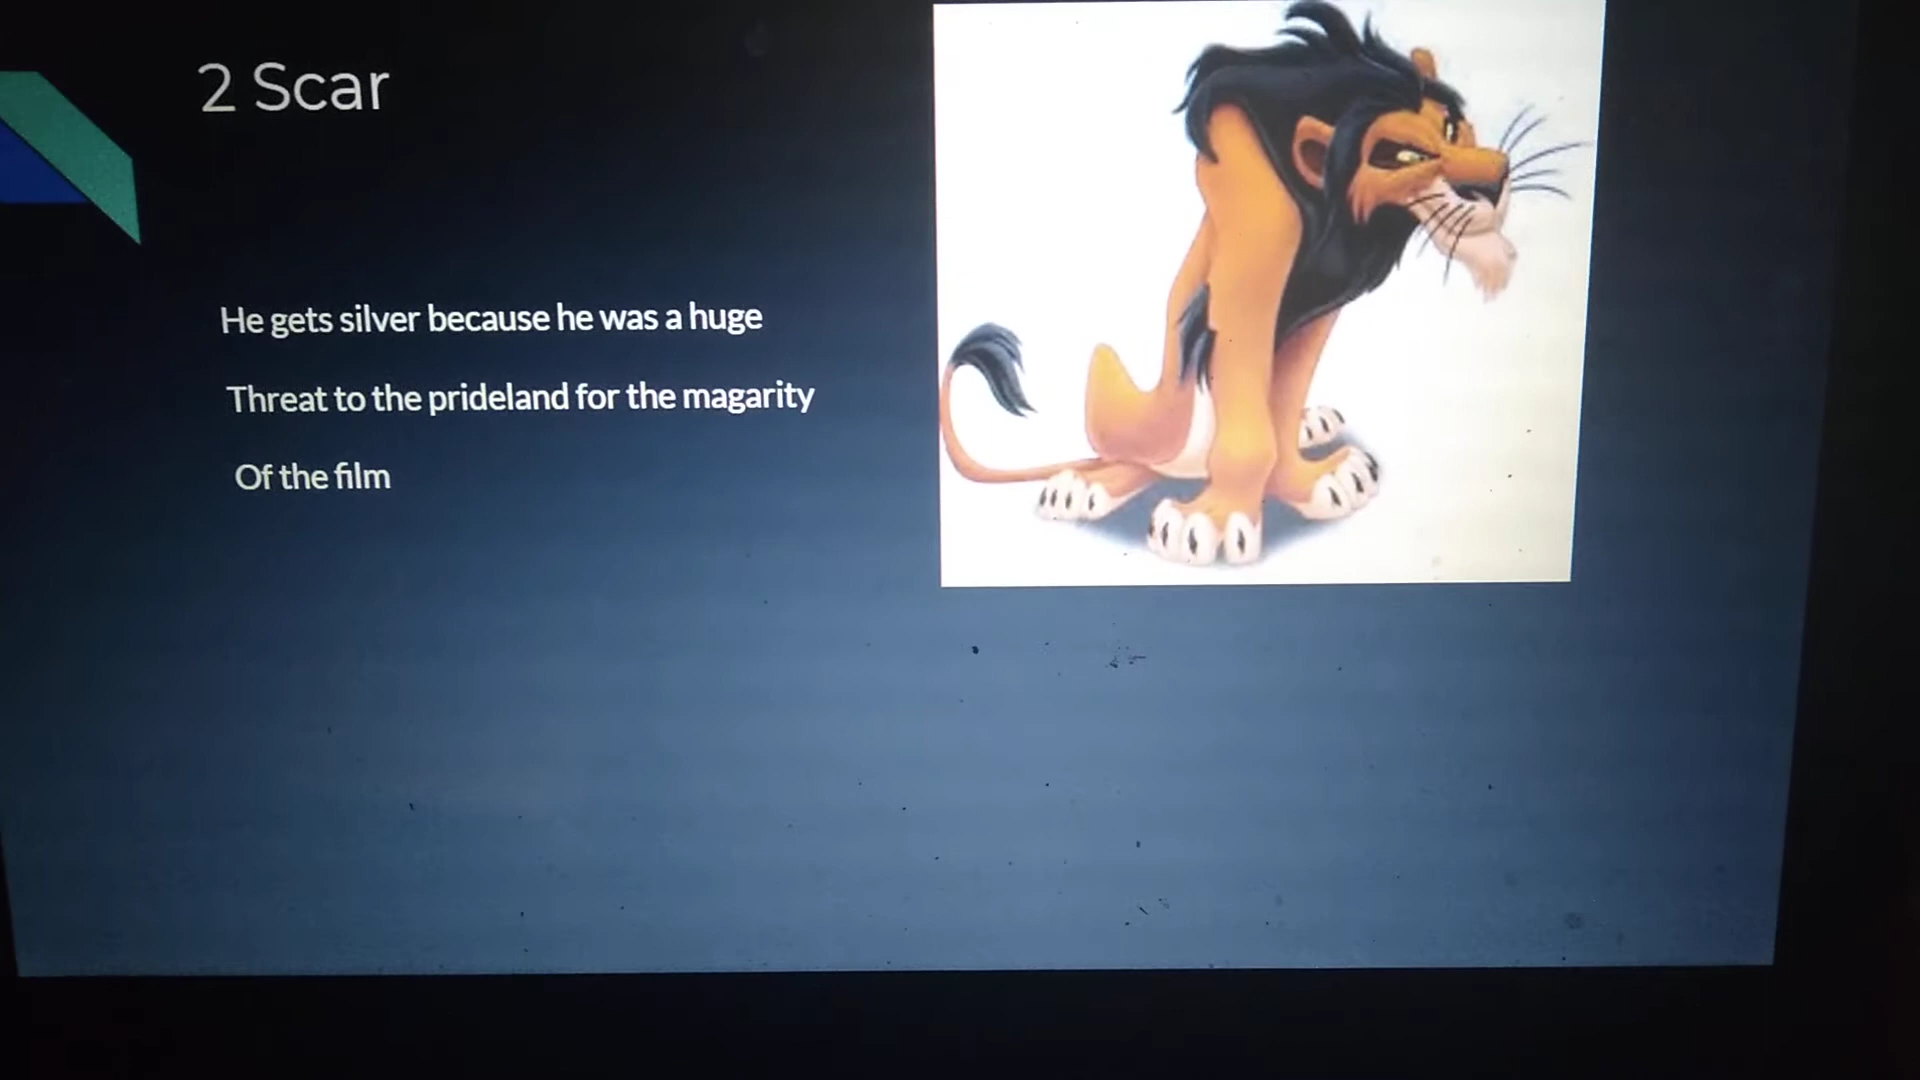 2 Scar
He gets silver because he was a huge
Threat to the prideland for the magarity
Of the film